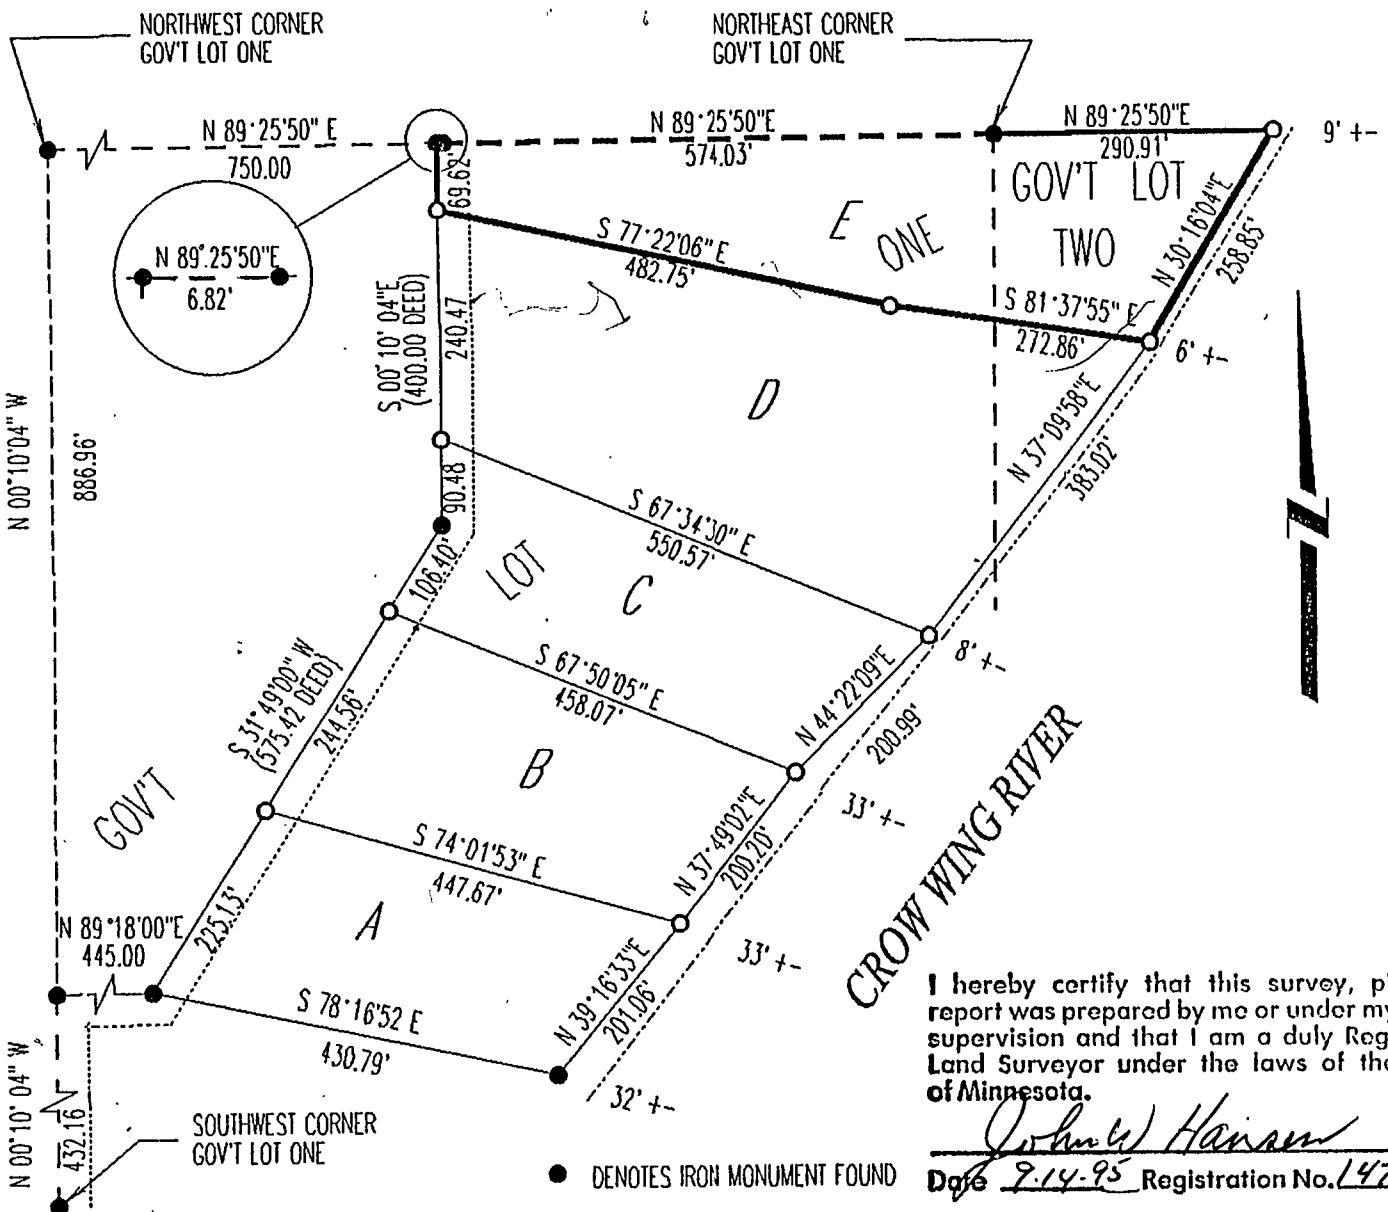 NORTHWEST CORNER
GOV'T LOT ONE
NORTHEAST CORNER
GOV'T LOT ONE
N 89°25'50" E
750.00
N 89°25'50"E
574.03'
N 89°25'50"E
290.91'
9' +-
69.62'
N 89°25'50"E
6.82'
GOV'T LOT
TWO
E
ONE
S 77°22'06" E
482.75'
N 30°16'04"E
258.85'
S 81°37'55" E
272.86'
6' +-
S 00°10'04"E
(400.00 DEED)
240.47
D
N 37°09'58"E
383.02'
N 00°10'04" W
886.96'
90.48
S 67°34'30" E
550.57'
106.40'
LOT
C
8' +-
S 67°50'05" E
458.07'
N 44°22'09"E
200.99'
S 31°49'00" W
(575.42 DEED)
244.56'
B
33' +-
GOV'T
S 74°01'53" E
447.67'
N 37°49'02"E
200.20'
CROW WING RIVER
N 89°18'00"E
445.00
225.13'
A
33' +-
S 78°16'52 E
430.79'
N 39°16'33"E
201.06'
32' +-
N 00°10'04" W
432.16
SOUTHWEST CORNER
GOV'T LOT ONE
DENOTES IRON MONUMENT FOUND
I hereby certify that this survey,
report was prepared by me or under my
supervision and that I am a duly Reg
Land Surveyor under the laws of the
of Minnesota.
John W Hansen
Date 9-14-95 Registration No. 147